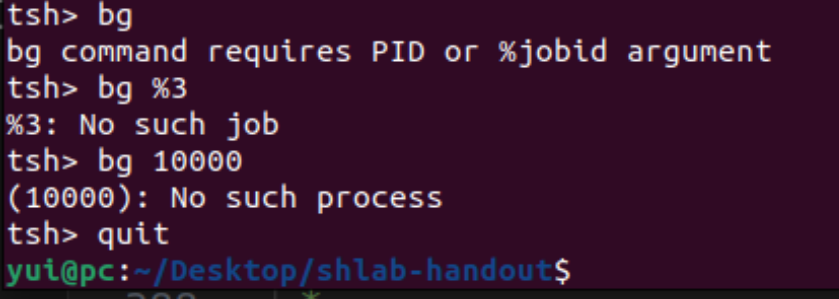 tsh> bg
bg command requires PID or %jobid argument
tsh> bg %3
%3: No such job
tsh> bg 10000
(10000): No such process
tsh> quit
yui@pc:~/Desktop/shlab-handout$